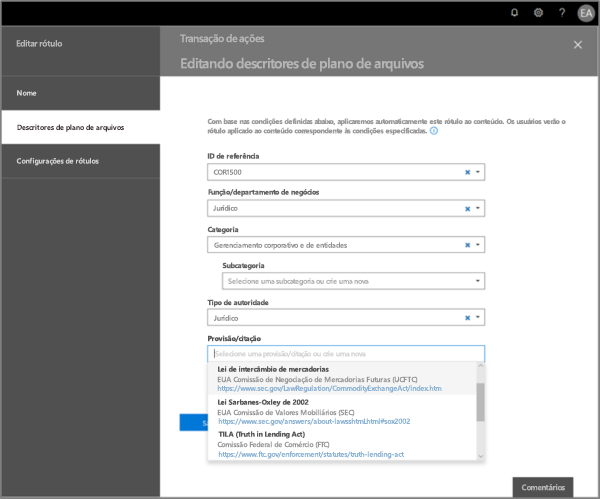 EA
Editar rótulo
Transação de ações
Editando descritores de plano de arquivos
Nome
Descritores de plano de arquivos
Configurações de rótulos
Com base nas condições definidas abaixo, aplicaremos automaticamente este rótulo ao conteúdo. Os usuários verão o
rótulo aplicado ao conteúdo correspondente às condições especificadas.
ID de referência
COR1500
Função/departamento de negócios
Jurídico
Categoria
Gerenciamento corporativo e de entidades
Subcategoria
Selecione uma subcategoria ou crie uma nova
Tipo de autoridade
Jurídico
Provisão/citação
Selecione uma provisão/citação ou crie uma nova
Lei de intercâmbio de mercadorias
EUA Comissão de Negociação de Mercadorias Futuras (UCFTC)
https://www.sec.gov/LawRegulation/CommodityExchangeAct/index.htm
Lei Sarbanes-Oxley de 2002
EUA Comissão de Valores Mobiliários (SEC)
https://www.sec.gov/answers/about-lawsshtml.html#sox2002
TILA (Truth in Lending Act)
Comissão Federal de Comércio (FTC)
https://www.ftc.gov/enforcement/statutes/truth-lending-act
Comentários